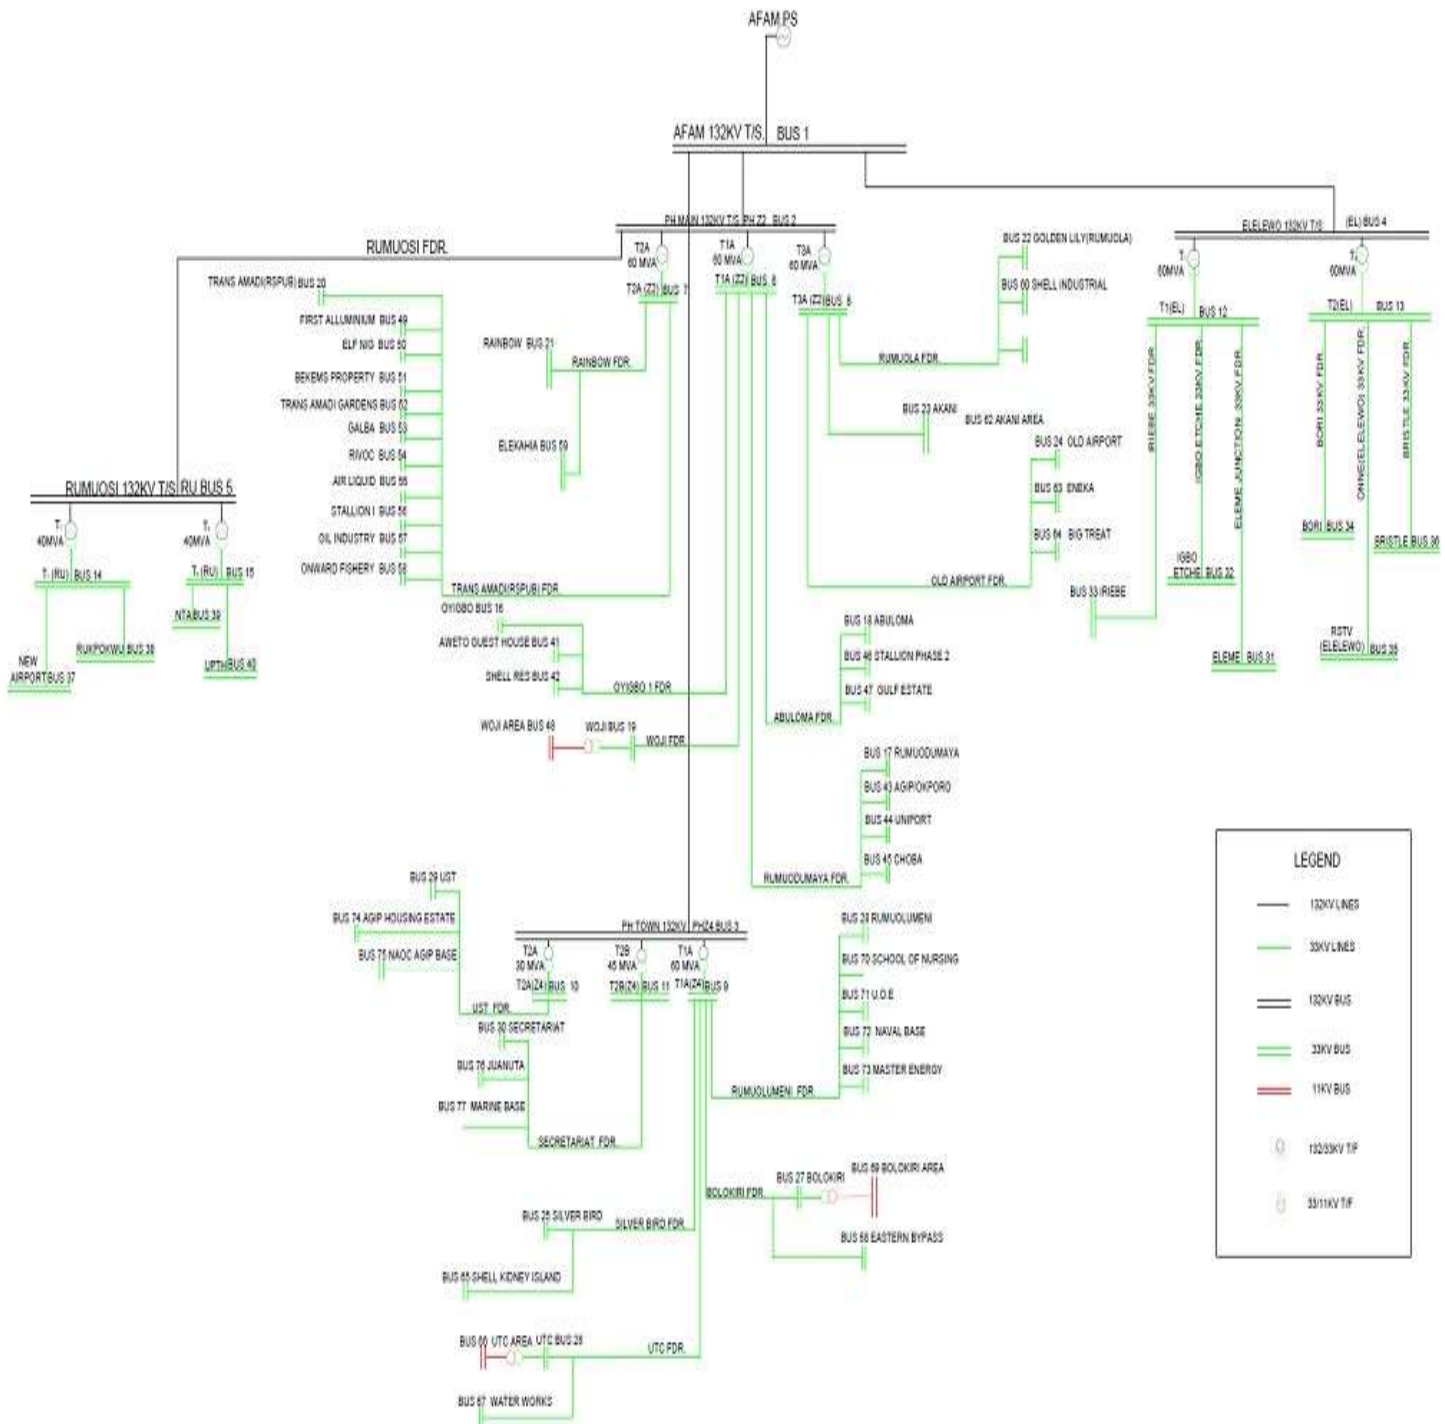 AFAM PS
AFAM 132KV T/S. BUS 1
PH MAIN 132KV T/S PH Z2 BUS 2
ELELEWO 132KV T/S (EL) BUS 4
RUMUOSI FDR.
T2A
60 MVA
T1A
60 MVA
T3A
60 MVA
T2A (Z2) BUS 7
T1A (Z2) BUS 6
T3A (Z2) BUS
60MVA
60MVA
T1(EL) BUS 12
T2(EL) BUS 13
TRANS AMADI(RSPUB) BUS 20
FIRST ALLUMINIUM BUS 49
ELF NIG BUS 50
BEKEMS PROPERTY BUS 51
TRANS AMADI GARDENS BUS 52
GALBA BUS 53
RIVOC BUS 54
AIR LIQUID BUS 55
STALLION I BUS 56
OIL INDUSTRY BUS 57
ONWARD FISHERY BUS 58
TRANS AMADI(RSPUB) FDR.
RAINBOW BUS 21
RAINBOW FDR.
ELEKAHIA BUS 59
BUS 22 GOLDEN LILY(RUMUOLA)
BUS 60 SHELL INDUSTRIAL
RUMUOLA FDR.
BUS 23 AKANI
BUS 62 AKANI AREA
BUS 24 OLD AIRPORT
BUS 63 ENEKA
BUS 64 BIG TREAT
OLD AIRPORT FDR.
IRIEBE 33KV FDR.
IGBO ETCHE 33KV FDR.
ELEME JUNCTION 33KV FDR.
BORI 33KV FDR
ONNE(ELELEWO) 33KV FDR.
BRISTLE 33KV FDR.
BUS 33 IRIEBE
IGBO
ETCHE BUS 32
ELEME BUS 31
BORI BUS 34
RSTV
(ELELEWO) BUS 35
BRISTLE BUS 36
RUMUOSI 132KV T/S RU BUS 5
40MVA
40MVA
(RU) BUS 14
(RU) BUS 15
NEW
AIRPORT BUS 37
RUKPOKWU BUS 38
NTA BUS 39
UPTH BUS 40
OYIGBO BUS 16
AWETO GUEST HOUSE BUS 41
SHELL RES BUS 42
OYIGBO 1 FDR
WOJI AREA BUS 48
WOJI BUS 19
WOJI FDR.
BUS 18 ABULOMA
BUS 46 STALLION PHASE 2
BUS 47 GULF ESTATE
ABULOMA FDR
BUS 17 RUMUODUMAYA
BUS 43 AGIP/OKPORO
BUS 44 UNIPORT
BUS 45 CHOBA
RUMUODUMAYA FDR.
PH TOWN 132KV PHZ4 BUS 3
T2A
30 MVA
T2B
45 MVA
T1A
60 MVA
T2A(Z4) BUS 10
T2B(Z4) BUS 11
T1A(Z4) BUS 9
BUS 29 UST
BUS 74 AGIP HOUSING ESTATE
BUS 75 NAOC AGIP BASE
UST FDR.
BUS 30 SECRETARIAT
BUS 76 JUANUTA
BUS 77 MARINE BASE
SECRETARIAT FDR.
BUS 28 RUMUOLUMENI
BUS 70 SCHOOL OF NURSING
BUS 71 U.O.E
BUS 72 NAVAL BASE
BUS 73 MASTER ENERGY
RUMUOLUMENI FDR.
BUS 27 BOLOKIRI
BUS 69 BOLOKIRI AREA
BOLOKIRI FDR.
BUS 68 EASTERN BYPASS
BUS 25 SILVER BIRD
SILVER BIRD FDR.
BUS 65 SHELL KIDNEY ISLAND
BUS 66 UTC AREA
UTC BUS 26
UTC FDR.
BUS 67 WATER WORKS
LEGEND
132KV LINES
33KV LINES
132KV BUS
33KV BUS
11KV BUS
132/33KV T/F
33/11KV T/F